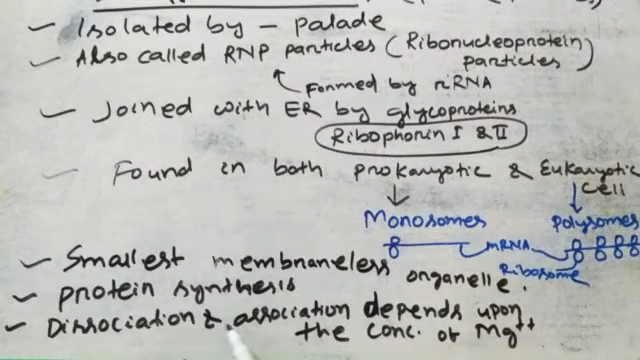 – Isolated by – Palade
– Also called RNP particles (Ribonucleoprotein particles)
Formed by rRNA
– Joined with ER by glycoproteins
Ribophorin I & II
– Found in both prokaryotic & Eukaryotic cell
Monosomes Polysomes
mRNA
Ribosome
– Smallest membraneless organelle.
– protein synthesis
– Dissociation & association depends upon the conc. of Mg++